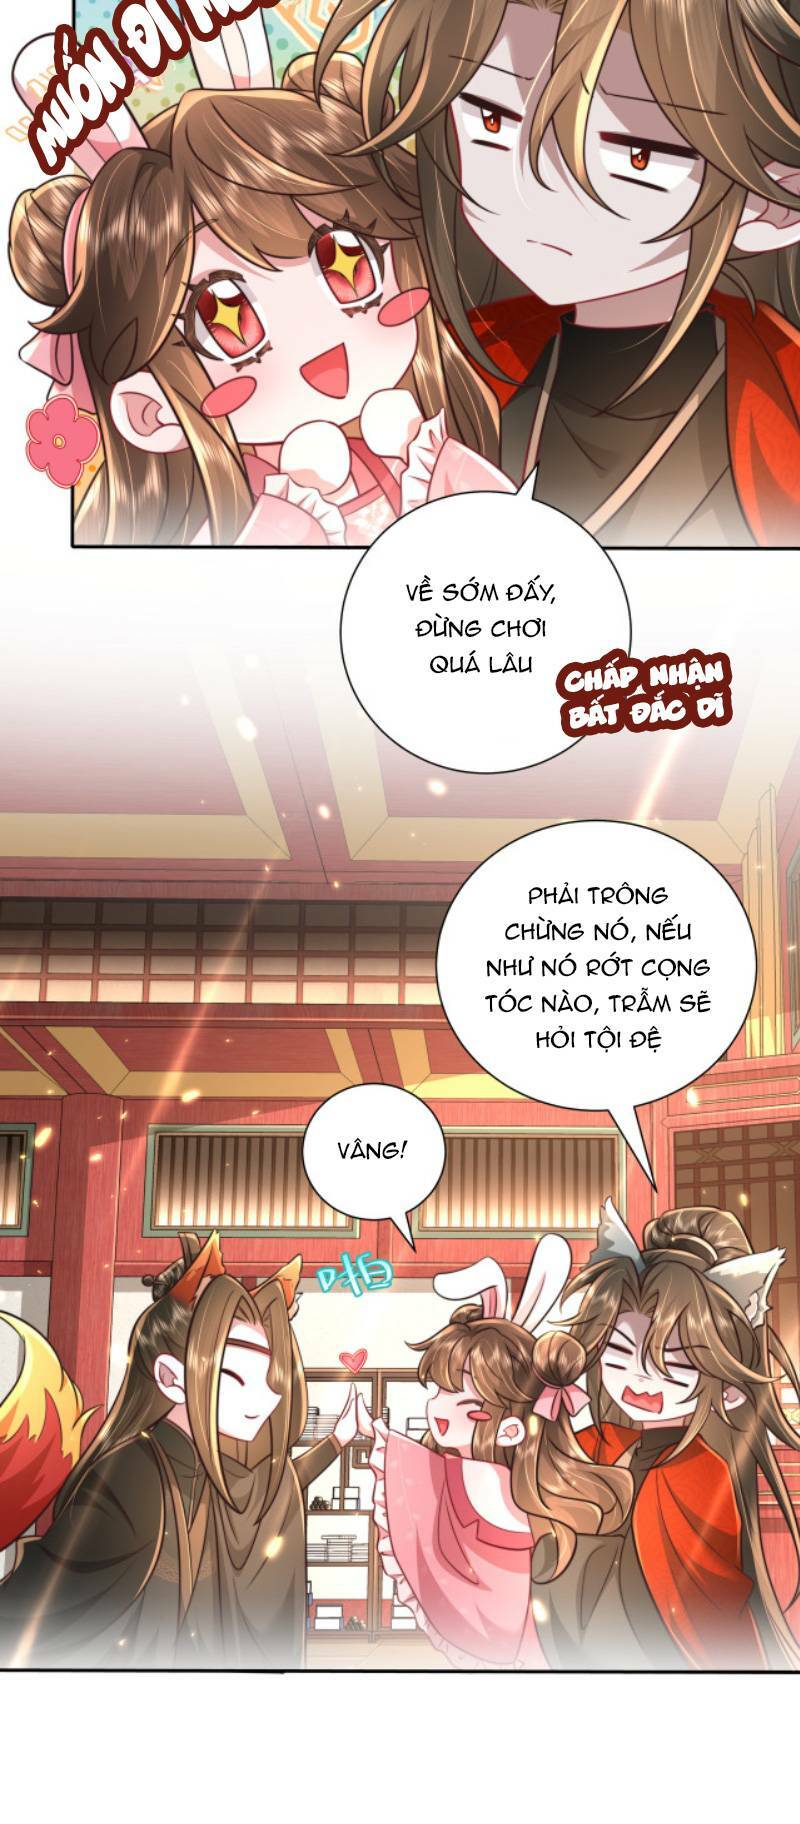 MUỐN ĐI
VỀ SỚM ĐẤY,
ĐỪNG CHƠI
QUÁ LÂU
CHẤP NHẬN
BẤT ĐẮC DĨ
PHẢI TRÔNG
CHỪNG NÓ, NẾU
NHƯ NÓ RỚT CỌNG
TÓC NÀO, TRẪM SẼ
HỎI TỘI ĐỆ
VÂNG!
啪